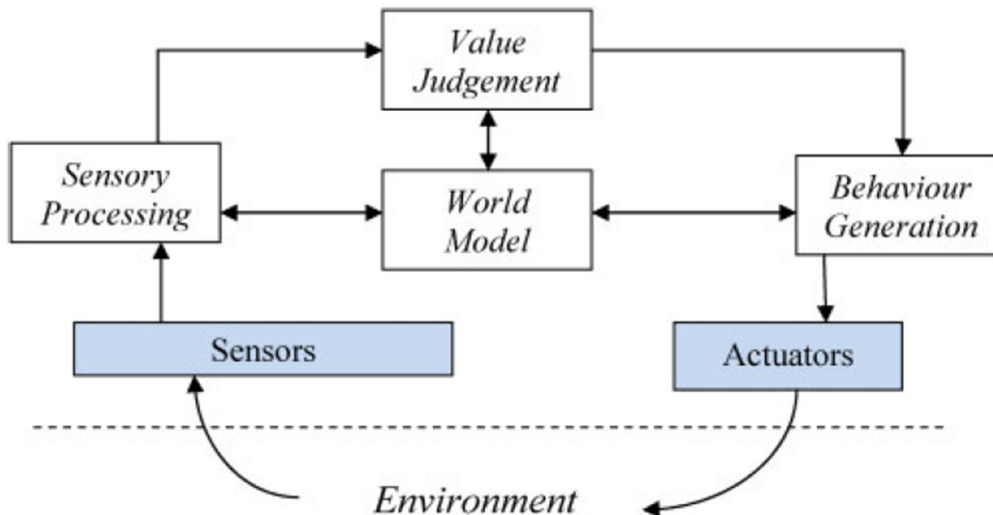 Value
Judgement
Sensory
Processing
World
Model
Behaviour
Generation
Sensors
Actuators
Environment